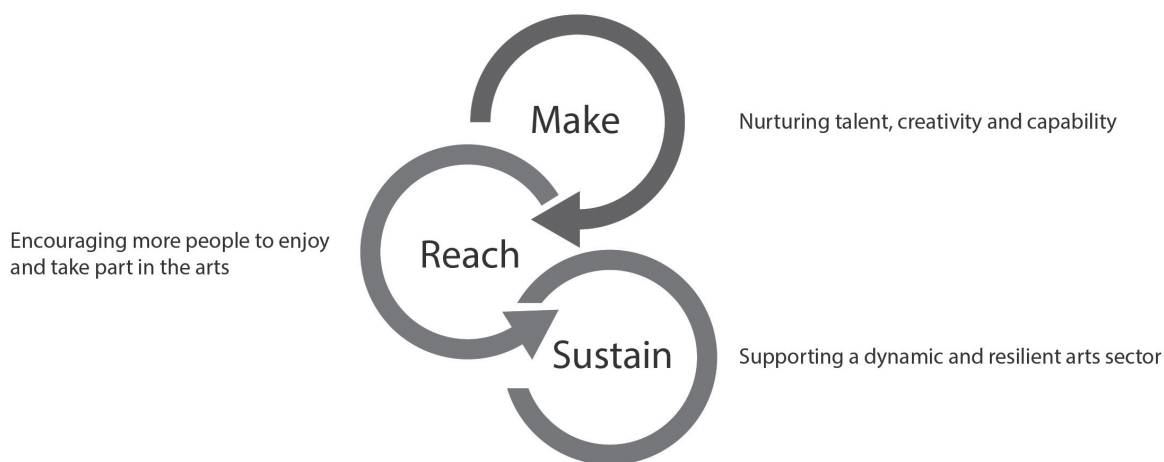 Make
Nurturing talent, creativity and capability
Encouraging more people to enjoy
and take part in the arts
Reach
Sustain
Supporting a dynamic and resilient arts sector